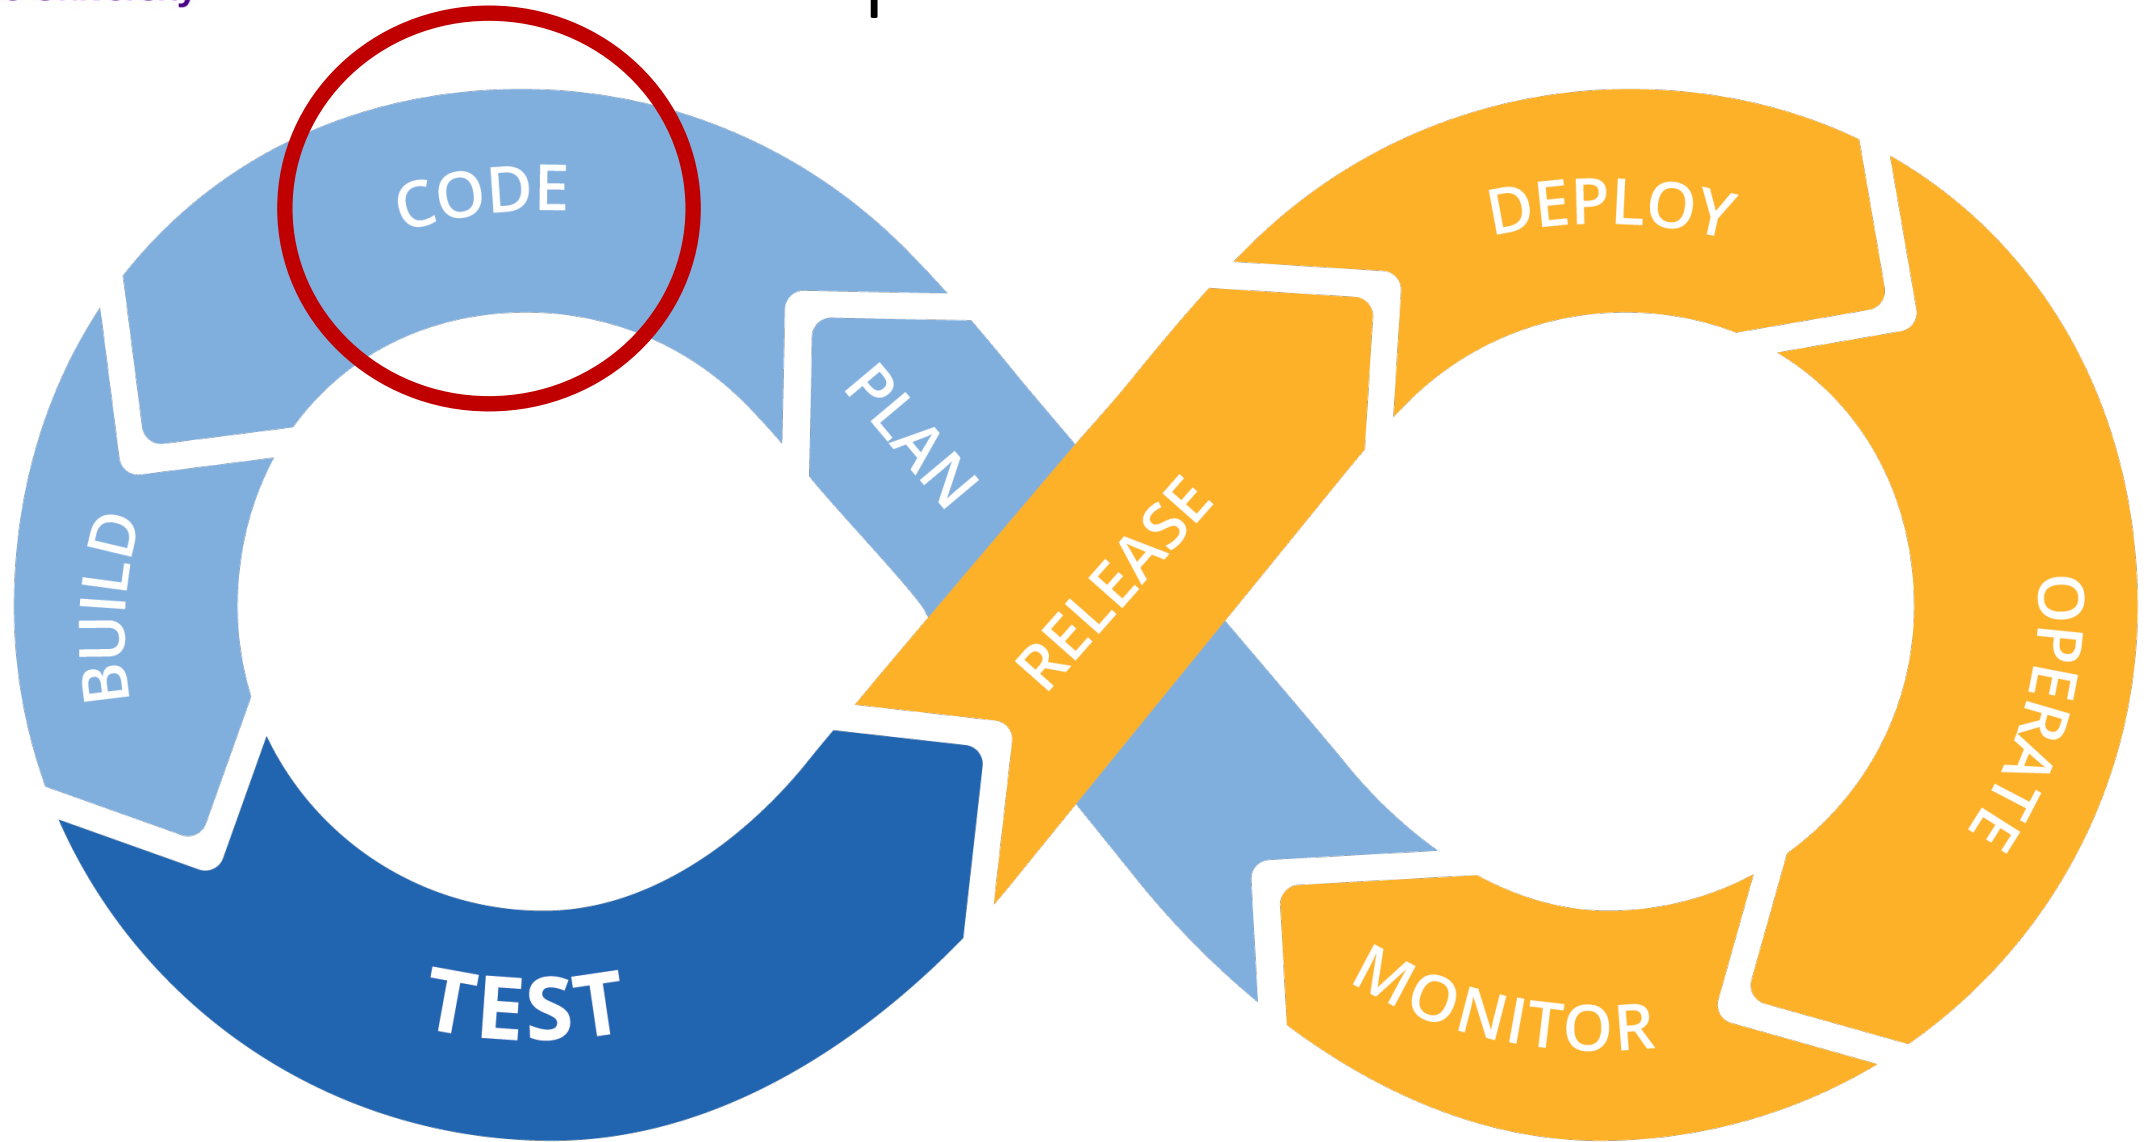 CODE
DEPLOY
PLAN
RELEASE
BUILD
OPERATE
TEST
MONITOR